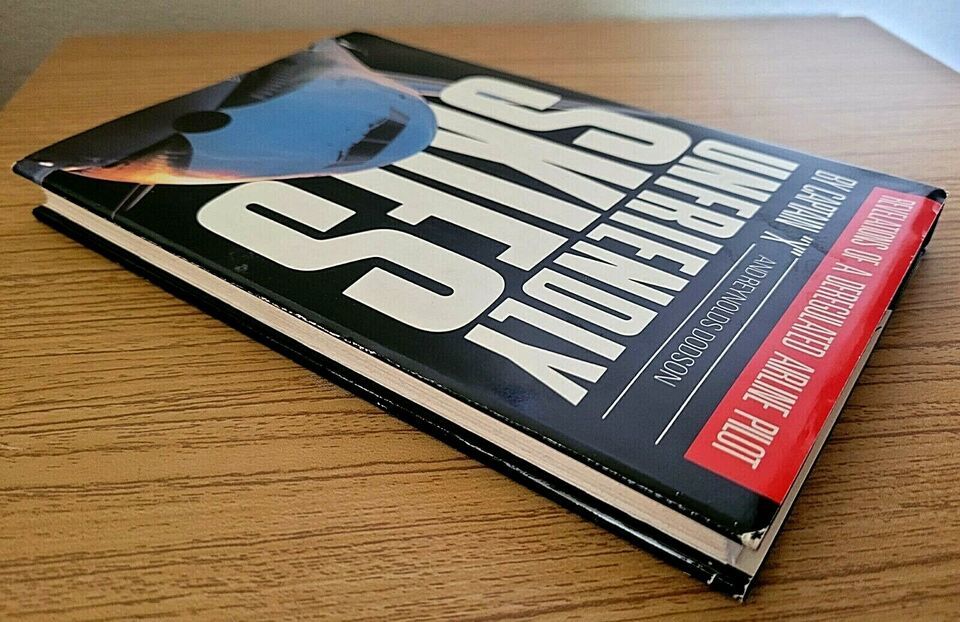 REVELATIONS OF A DEREGULATED AIRLINE PILOT
BY CAPTAIN "X"
AND REYNOLDS DODSON
UNFRIENDLY
SKIES